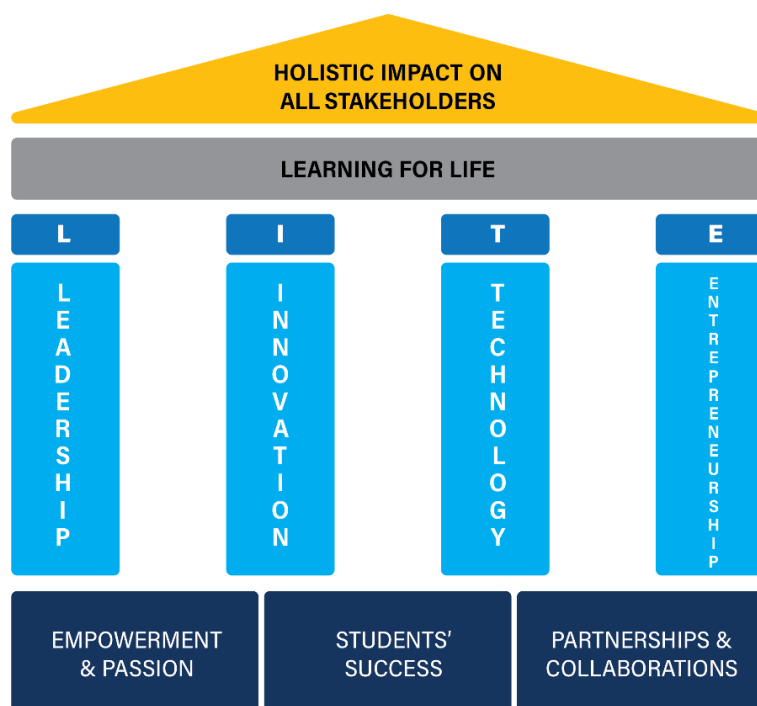 HOLISTIC IMPACT ON
ALL STAKEHOLDERS
LEARNING FOR LIFE
L
I
T
E
LEADERSHIP
INNOVATION
TECHNOLOGY
ENTREPRENEURSHIP
EMPOWERMENT
& PASSION
STUDENTS'
SUCCESS
PARTNERSHIPS &
COLLABORATIONS